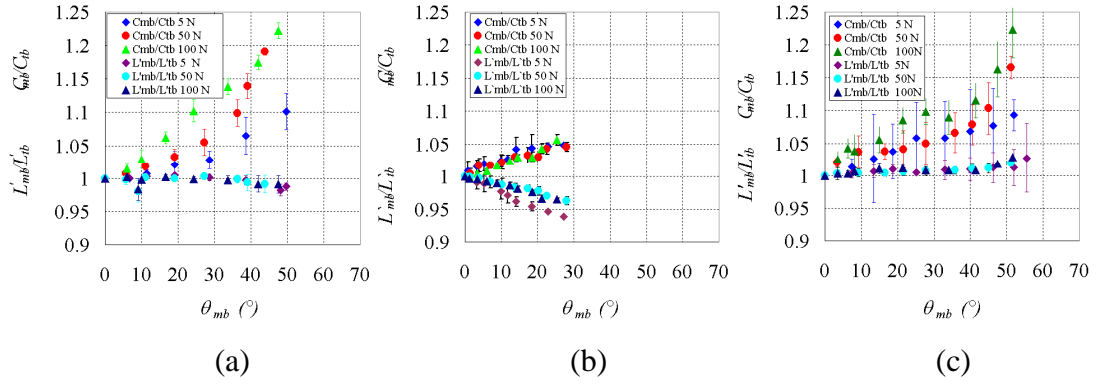 1.25
1.2
1.15
1.1
1.05
1
0.95
0.9
Cmb/Ctb 5 N
Cmb/Ctb 50 N
Cmb/Ctb 100 N
L'mb/L'tb 5 N
L'mb/L'tb 50 N
L'mb/L'tb 100 N
L'mb/L'tb Cmb/Ctb
0 10 20 30 40 50 60 70
θmb (°)
(a)
1.25
1.2
1.15
1.1
1.05
1
0.95
0.9
Cmb/Ctb 5 N
Cmb/Ctb 50 N
Cmb/Ctb 100 N
L`mb/L`tb 5 N
L`mb/L`tb 50 N
L`mb/L`tb 100 N
L`mb/L`tb Cmb/Ctb
0 10 20 30 40 50 60 70
θmb (°)
(b)
1.25
1.2
1.15
1.1
1.05
1
0.95
0.9
Cmb/Ctb 5 N
Cmb/Ctb 50 N
Cmb/Ctb 100N
L'mb/L'tb 5N
L'mb/L'tb 50N
L'mb/L'tb 100N
L'mb/L'tb Cmb/Ctb
0 10 20 30 40 50 60 70
θmb (°)
(c)